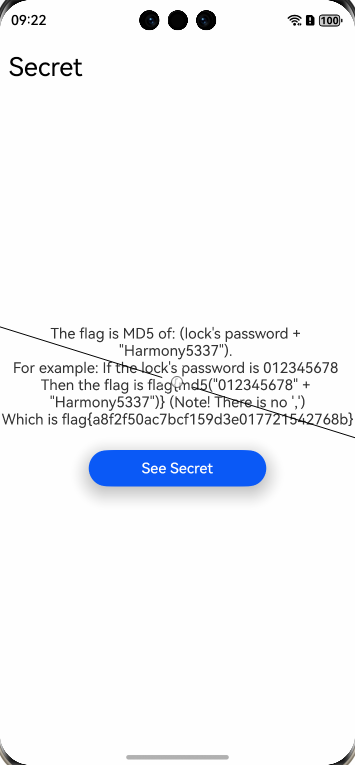 09:22
100
Secret
The flag is MD5 of: (lock's password +
"Harmony5337").
For example: If the lock's password is 012345678
Then the flag is flag{md5("012345678" +
"Harmony5337")} (Note! There is no ',')
Which is flag{a8f2f50ac7bcf159d3e017721542768b}
See Secret